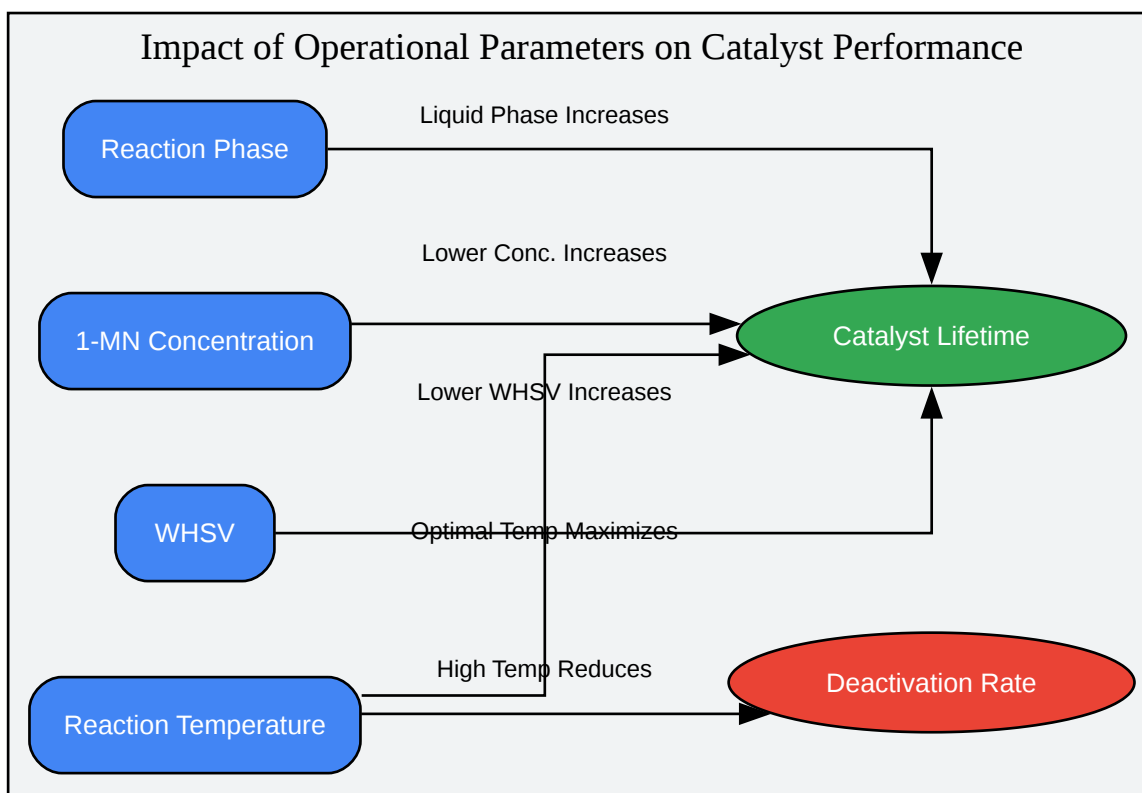 Impact of Operational Parameters on Catalyst Performance
Liquid Phase Increases
Reaction Phase
Lower Conc. Increases
1-MN Concentration
Catalyst Lifetime
Lower WHSV Increases
WHSV
Optimal Temp Maximizes
High Temp Reduces
Deactivation Rate
Reaction Temperature